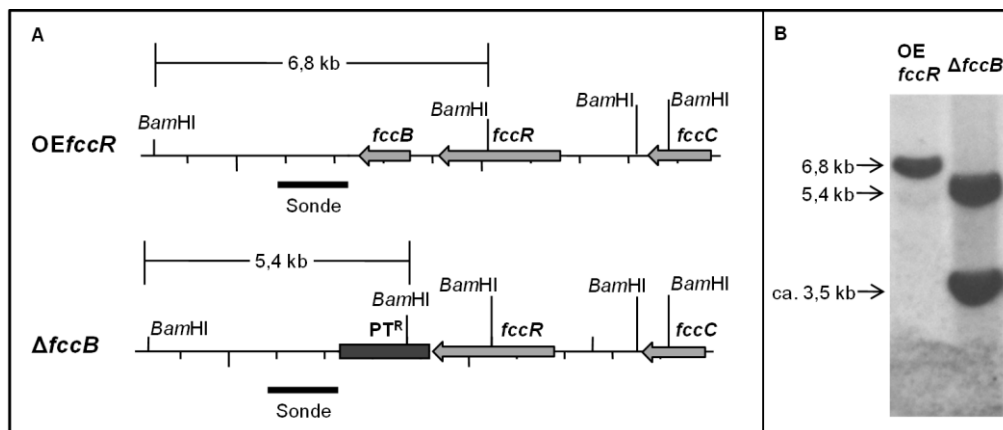 A
6,8 kb
BamHI
BamHI
BamHI
BamHI
OEfccR
fccB
fccR
fccC
Sonde
5,4 kb
BamHI
BamHI
BamHI
BamHI
BamHI
ΔfccB
PTᴿ
fccR
fccC
Sonde
B
OE
fccR
ΔfccB
6,8 kb
5,4 kb
ca. 3,5 kb